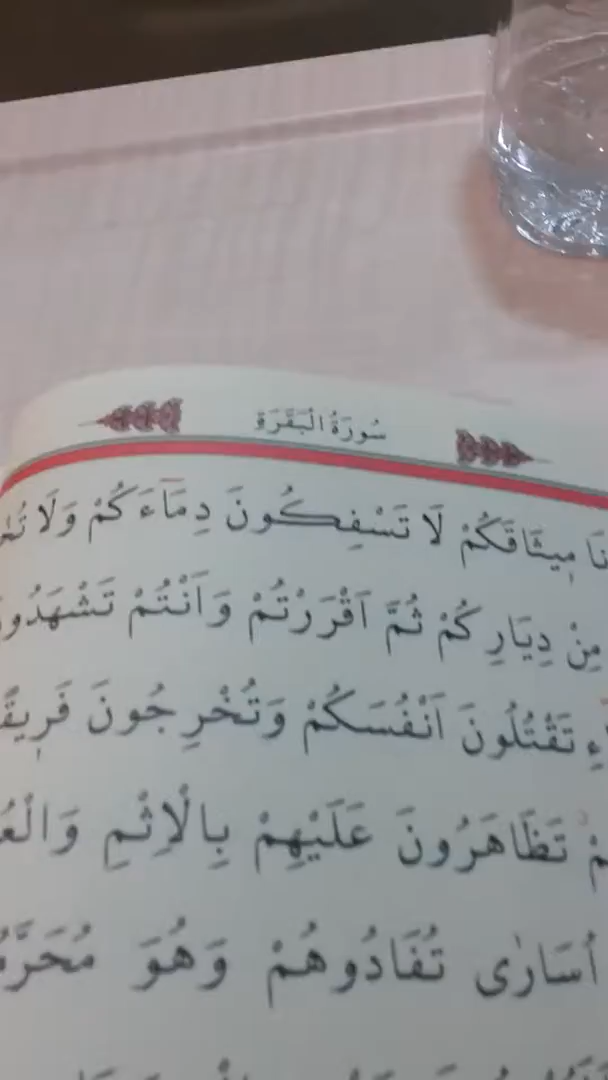 سُورَةُ الْبَقَرَةِ
مِيثَاقَكُمْ لَا تَسْفِكُونَ دِمَٓاءَكُمْ وَلَا
مِنْ دِيَارِكُمْ ثُمَّ اَقْرَرْتُمْ وَاَنْتُمْ
تَقْتُلُونَ اَنْفُسَكُمْ وَتُخْرِجُونَ
تَظَاهَرُونَ عَلَيْهِمْ بِالْاِثْمِ
اُسَارٰى تُفَادُوهُمْ وَهُوَ